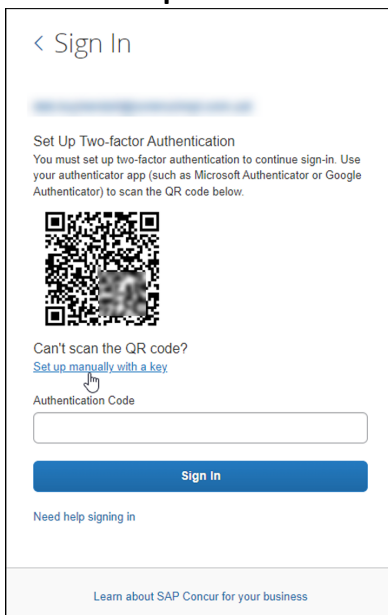 < Sign In
Set Up Two-factor Authentication
You must set up two-factor authentication to continue sign-in. Use
your authenticator app (such as Microsoft Authenticator or Google
Authenticator) to scan the QR code below.
Can't scan the QR code?
Set up manually with a key
Authentication Code
Sign In
Need help signing in
Learn about SAP Concur for your business